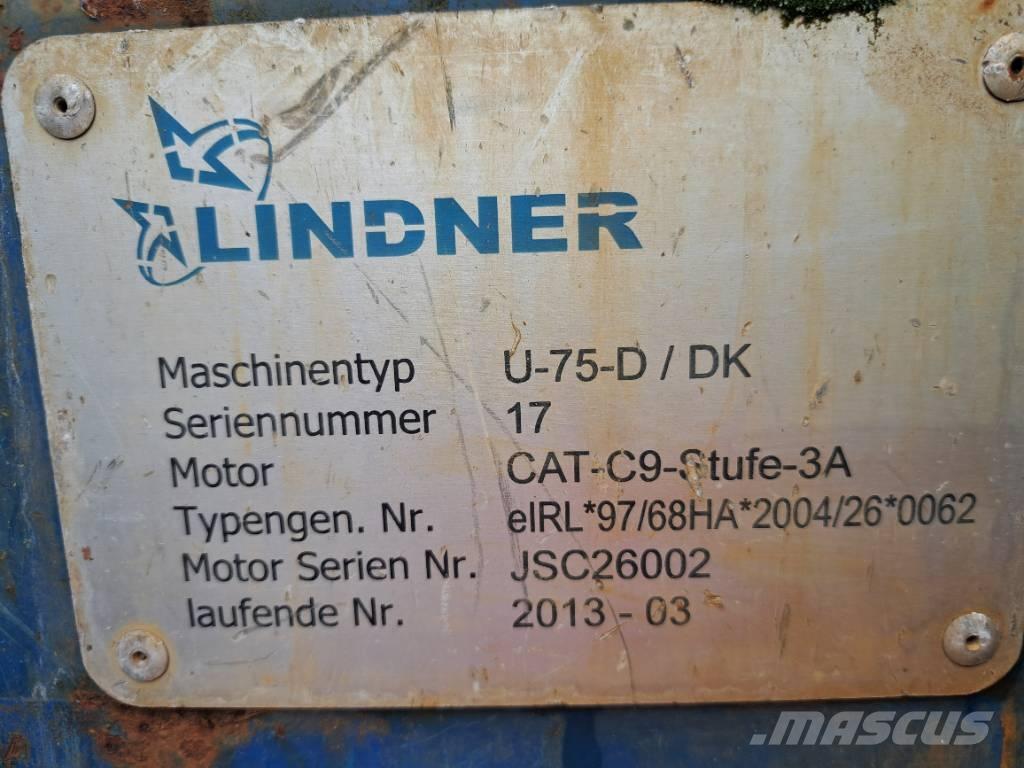 LINDNER
Maschinentyp U-75-D / DK
Seriennummer 17
Motor CAT-C9-Stufe-3A
Typengen. Nr. eIRL*97/68HA*2004/26*0062
Motor Serien Nr. JSC26002
laufende Nr. 2013 - 03
MASCUS